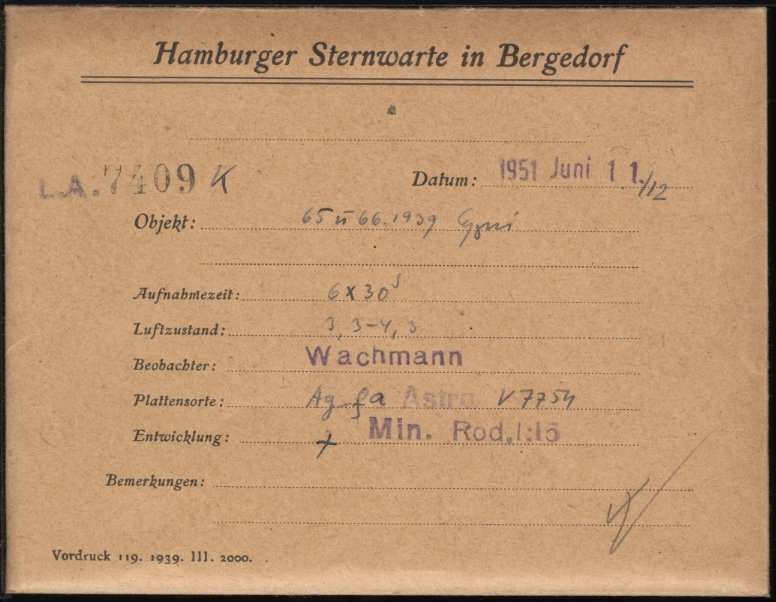 Hamburger Sternwarte in Bergedorf
L.A. 7409 K Datum: 1951 Juni 11./12
Objekt: 65 u 66.1939 Cygni
Aufnahmezeit: 6 x 30s
Luftzustand: 3, 3-4, 3
Beobachter: Wachmann
Plattensorte: Agfa Astro V7754
Entwicklung: 7 Min. Rod. 1:15
Bemerkungen:
Vordruck 119. 1939. III. 2000.